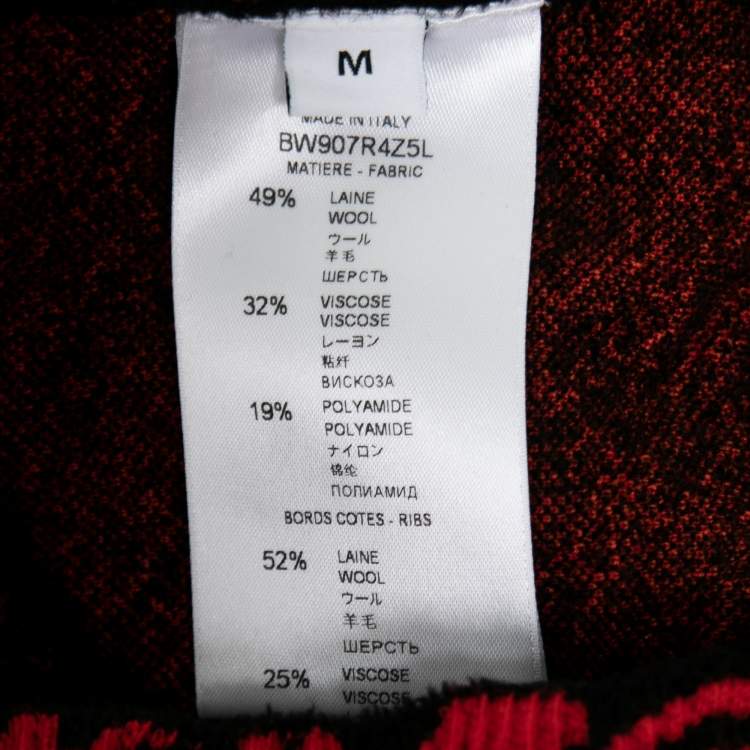 M
MADE IN ITALY
BW907R4Z5L
MATIERE - FABRIC
49% LAINE
WOOL
ウール
羊毛
ШЕРСТЬ
32% VISCOSE
VISCOSE
レーヨン
粘纤
ВИСКОЗА
19% POLYAMIDE
POLYAMIDE
ナイロン
锦纶
ПОЛИАМИД
BORDS COTES - RIBS
52% LAINE
WOOL
ウール
羊毛
ШЕРСТЬ
25% VISCOSE
VISCOSE